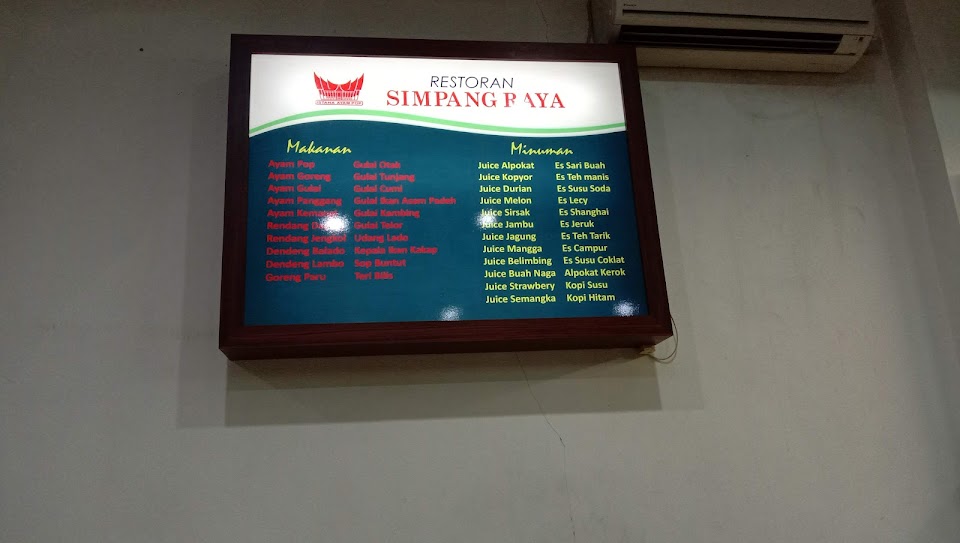 RESTORAN
SIMPANG RAYA
ISTANA AYAM POP
Makanan
Ayam Pop Gulai Otak
Ayam Goreng Gulai Tunjang
Ayam Gulai Gulai Cumi
Ayam Panggang Gulai Ikan Asam Padeh
Ayam Gulai Kambing
Rendang Gulai Telor
Rendang Jengkol Udang Lado
Dendeng Balado Kepala Ikan Kakap
Dendeng Lambo Sop Buntut
Goreng Paru Teri Bilis
Minuman
Juice Alpokat Es Sari Buah
Juice Kopyor Es Teh manis
Juice Durian Es Susu Soda
Juice Melon Es Lecy
Juice Sirsak Es Shanghai
Juice Jambu Es Jeruk
Juice Jagung Es Teh Tarik
Juice Mangga Es Campur
Juice Belimbing Es Susu Coklat
Juice Buah Naga Alpokat Kerok
Juice Strawbery Kopi Susu
Juice Semangka Kopi Hitam